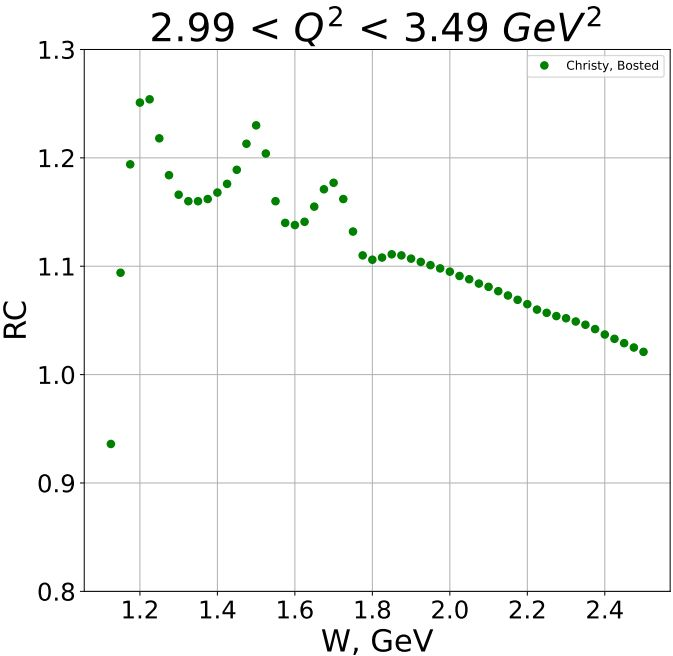 2.99 < Q² < 3.49 GeV²
1.3
Christy, Bosted
1.2
1.1
RC
1.0
0.9
0.8
1.2 1.4 1.6 1.8 2.0 2.2 2.4
W, GeV